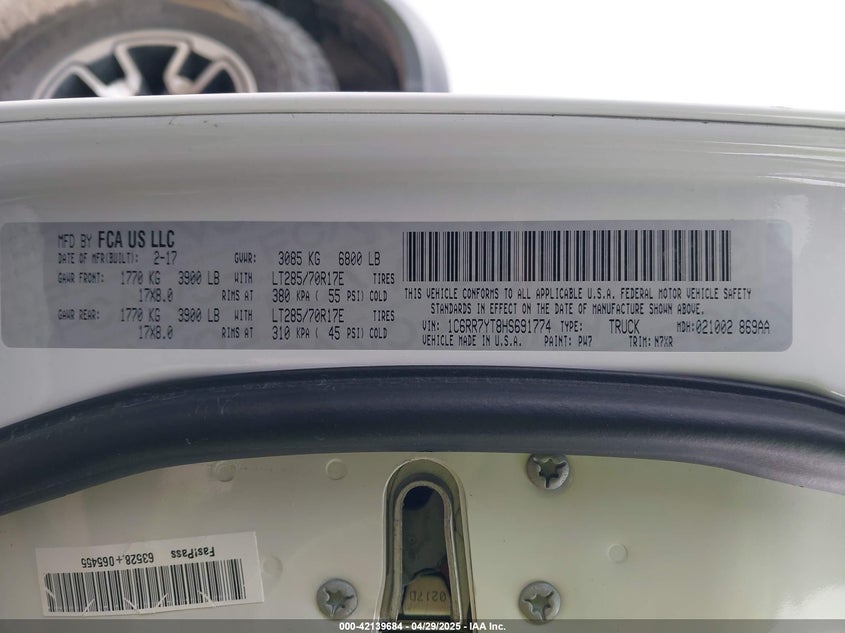 MFD BY FCA US LLC
DATE OF MFR(BUILT): 2-17 GVWR: 3085 KG 6800 LB
GAWR FRONT: 1770 KG 3900 LB WITH LT285/70R17E TIRES
17X8.0 RIMS AT 380 KPA ( 55 PSI) COLD
GAWR REAR: 1770 KG 3900 LB WITH LT285/70R17E TIRES
17X8.0 RIMS AT 310 KPA ( 45 PSI) COLD
THIS VEHICLE CONFORMS TO ALL APPLICABLE U.S.A. FEDERAL MOTOR VEHICLE SAFETY
STANDARDS IN EFFECT ON THE DATE OF MANUFACTURE SHOWN ABOVE.
VIN: 1C6RR7YT8HS691774 TYPE: TRUCK MDH:021002 869AA
VEHICLE MADE IN U.S.A. PAINT: PW7 TRIM: N7XR
FastPass 63528+065455
0217D
000-42139684 - 04/29/2025 - IAA Inc.